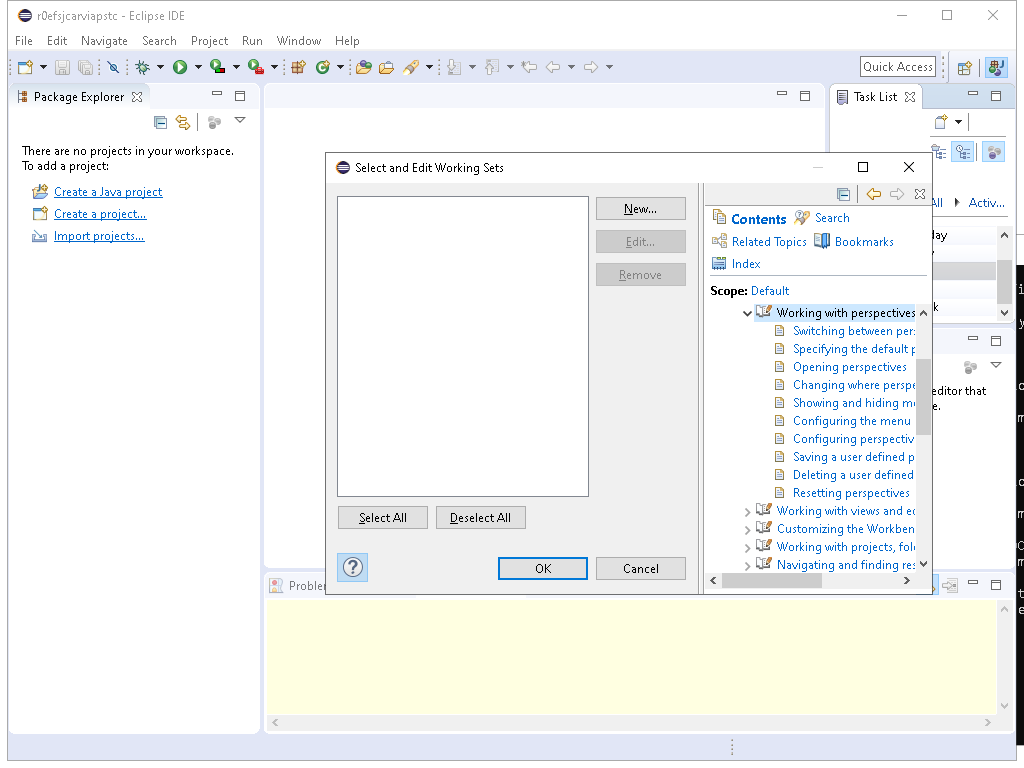 r0efsjcarviapstc - Eclipse IDE
File Edit Navigate Search Project Run Window Help
Quick Access
Package Explorer
Task List
There are no projects in your workspace.
To add a project:
Create a Java project
Create a project...
Import projects...
All Activ...
Select and Edit Working Sets
New...
Edit...
Remove
Select All Deselect All
OK Cancel
Contents Search
Related Topics Bookmarks
Index
Scope: Default
Working with perspectives
Switching between per
Specifying the default p
Opening perspectives
Changing where perspe
Showing and hiding me
Configuring the menu
Configuring perspectiv
Saving a user defined p
Deleting a user defined
Resetting perspectives
Working with views and ed
Customizing the Workben
Working with projects, fol
Navigating and finding res
editor that
e.
Probler